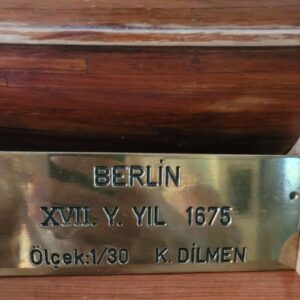 BERLİN
XVII. Y. YIL 1675
Ölçek:1/30 K. DİLMEN